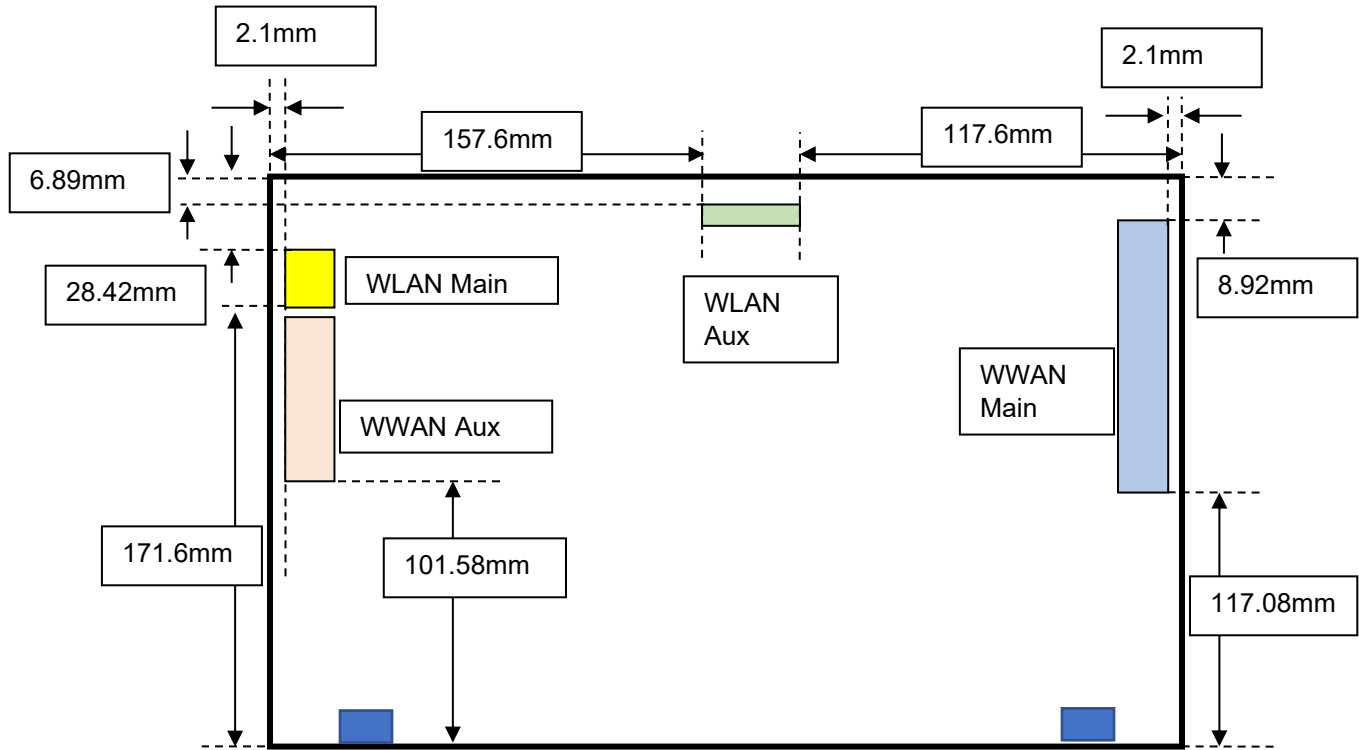 2.1mm
2.1mm
157.6mm
117.6mm
6.89mm
28.42mm
WLAN Main
WLAN
Aux
8.92mm
WWAN
Main
WWAN Aux
171.6mm
101.58mm
117.08mm